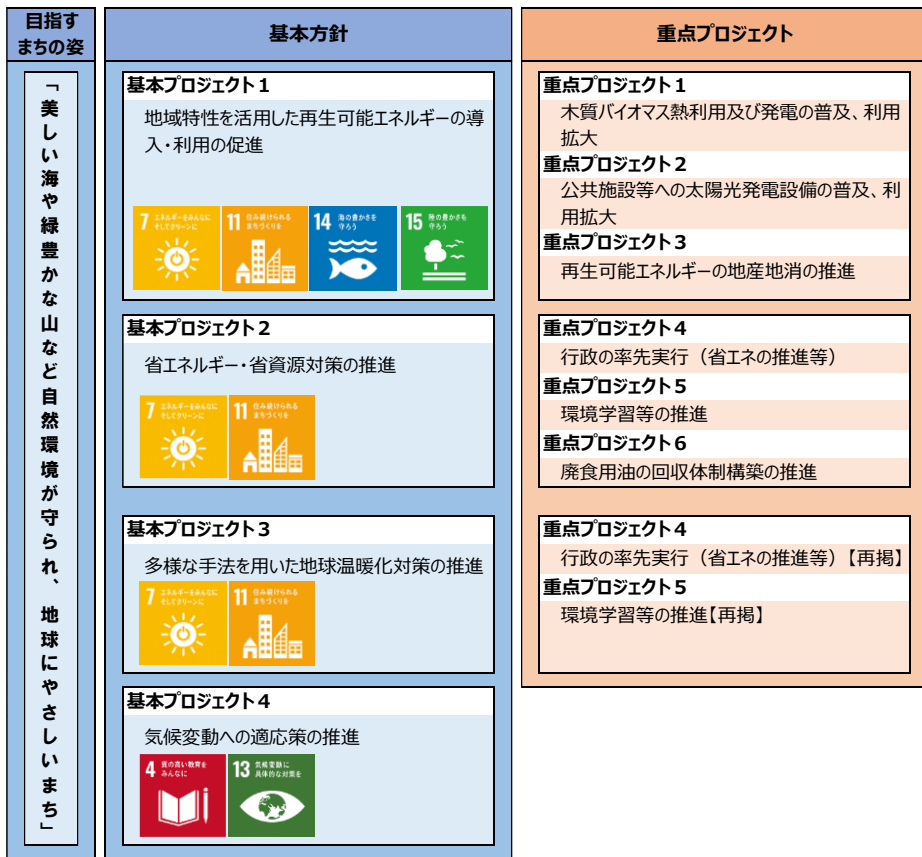 目指す
まちの姿
基本方針
重点プロジェクト
「美しい海や緑豊かな山など自然環境が守られ、地球にやさしいまち」
基本プロジェクト1
地域特性を活用した再生可能エネルギーの導
入・利用の促進
7 エネルギーをみんなに
そしてクリーンに
11 住み続けられる
まちづくりを
14 海の豊かさを
守ろう
15 陸の豊かさも
守ろう
重点プロジェクト1
木質バイオマス熱利用及び発電の普及、利用
拡大
重点プロジェクト2
公共施設等への太陽光発電設備の普及、利
用拡大
重点プロジェクト3
再生可能エネルギーの地産地消の推進
基本プロジェクト2
省エネルギー・省資源対策の推進
7 エネルギーをみんなに
そしてクリーンに
11 住み続けられる
まちづくりを
重点プロジェクト4
行政の率先実行（省エネの推進等）
重点プロジェクト5
環境学習等の推進
重点プロジェクト6
廃食用油の回収体制構築の推進
基本プロジェクト3
多様な手法を用いた地球温暖化対策の推進
7 エネルギーをみんなに
そしてクリーンに
11 住み続けられる
まちづくりを
重点プロジェクト4
行政の率先実行（省エネの推進等）【再掲】
重点プロジェクト5
環境学習等の推進【再掲】
基本プロジェクト4
気候変動への適応策の推進
4 質の高い教育を
みんなに
13 気候変動に
具体的な対策を